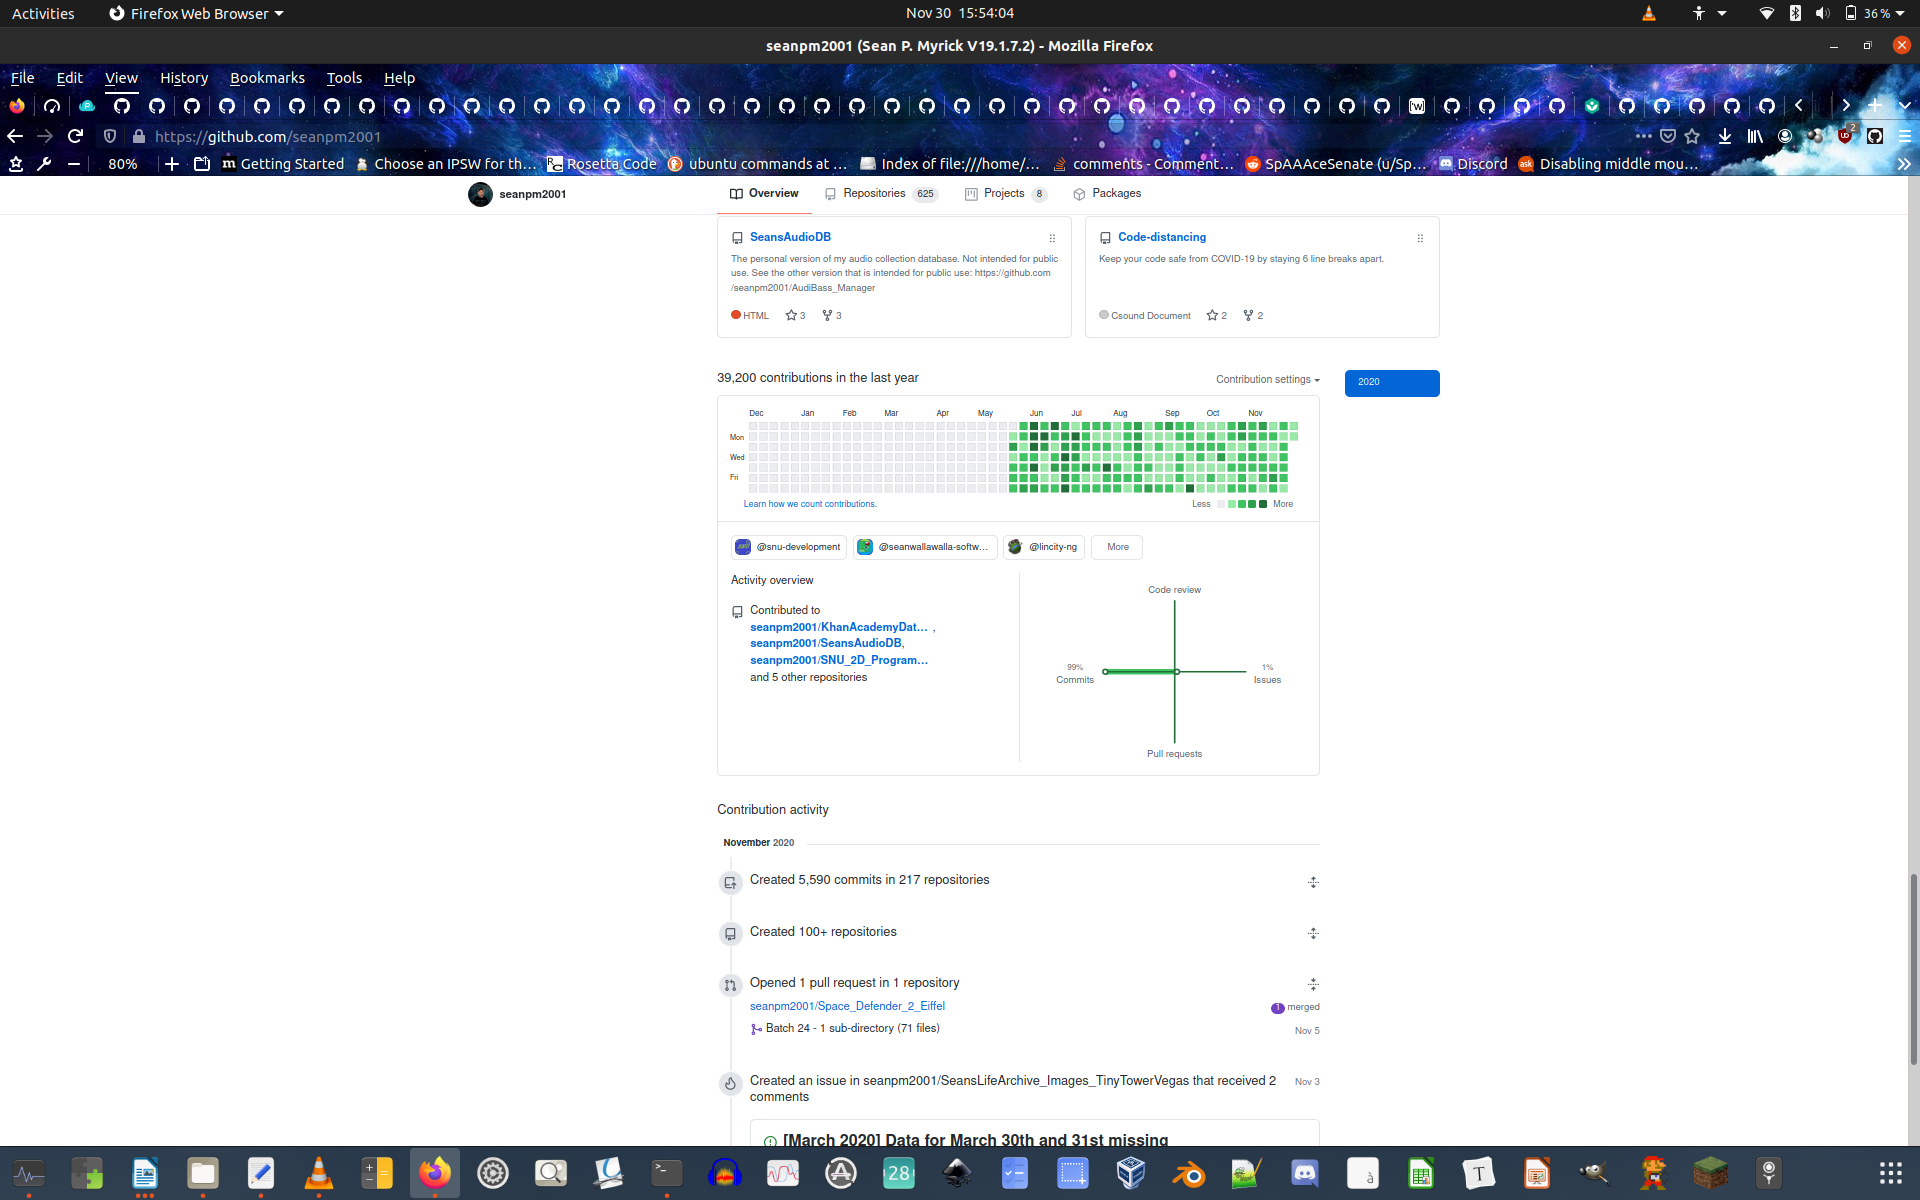 Activities Firefox Web Browser Nov 30 15:54:04 36 %
seanpm2001 (Sean P. Myrick V19.1.7.2) - Mozilla Firefox
File Edit View History Bookmarks Tools Help
https://github.com/seanpm2001 2
80% Getting Started Choose an IPSW for th… Rosetta Code ubuntu commands at … Index of file:///home/… comments - Comment… SpAAAceSenate (u/Sp… Discord Disabling middle mou…
seanpm2001 Overview Repositories 625 Projects 8 Packages
SeansAudioDB
The personal version of my audio collection database. Not intended for public
use. See the other version that is intended for public use: https://github.com
/seanpm2001/AudiBass_Manager
HTML 3 3
Code-distancing
Keep your code safe from COVID-19 by staying 6 line breaks apart.
Csound Document 2 2
39,200 contributions in the last year Contribution settings 2020
Dec Jan Feb Mar Apr May Jun Jul Aug Sep Oct Nov
Mon
Wed
Fri
Learn how we count contributions. Less More
@snu-development @seanwallawalla-softw… @lincity-ng More
Activity overview
Contributed to
seanpm2001/KhanAcademyDat… ,
seanpm2001/SeansAudioDB,
seanpm2001/SNU_2D_Program…
and 5 other repositories
Code review
99%
Commits
1%
Issues
Pull requests
Contribution activity
November 2020
Created 5,590 commits in 217 repositories
Created 100+ repositories
Opened 1 pull request in 1 repository
seanpm2001/Space_Defender_2_Eiffel 1 merged
Batch 24 - 1 sub-directory (71 files) Nov 5
Created an issue in seanpm2001/SeansLifeArchive_Images_TinyTowerVegas that received 2 Nov 3
comments
[March 2020] Data for March 30th and 31st missing
28